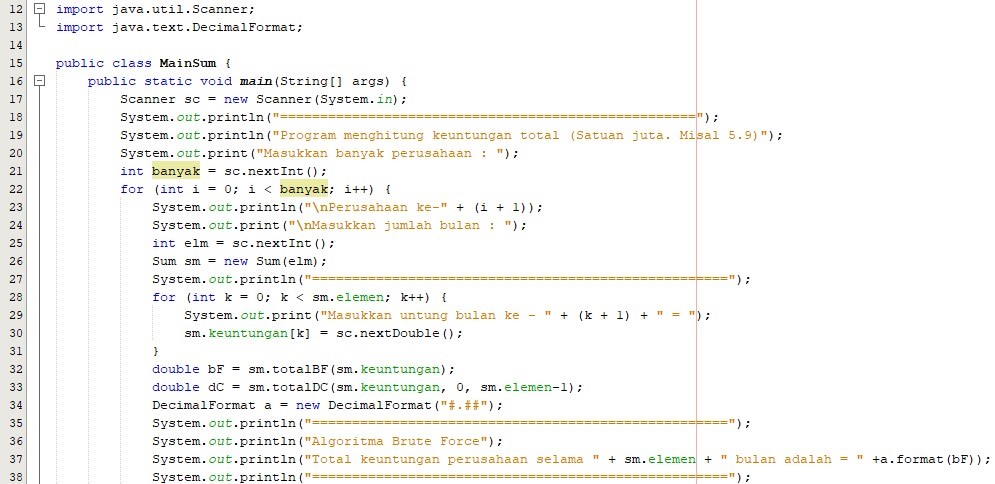 12 import java.util.Scanner;
13 import java.text.DecimalFormat;
14
15 public class MainSum {
16 public static void main(String[] args) {
17 Scanner sc = new Scanner(System.in);
18 System.out.println("====================================================");
19 System.out.println("Program menghitung keuntungan total (Satuan juta. Misal 5.9)");
20 System.out.print("Masukkan banyak perusahaan : ");
21 int banyak = sc.nextInt();
22 for (int i = 0; i < banyak; i++) {
23 System.out.println("\nPerusahaan ke-" + (i + 1));
24 System.out.print("\nMasukkan jumlah bulan : ");
25 int elm = sc.nextInt();
26 Sum sm = new Sum(elm);
27 System.out.println("====================================================");
28 for (int k = 0; k < sm.elemen; k++) {
29 System.out.print("Masukkan untung bulan ke - " + (k + 1) + " = ");
30 sm.keuntungan[k] = sc.nextDouble();
31 }
32 double bF = sm.totalBF(sm.keuntungan);
33 double dC = sm.totalDC(sm.keuntungan, 0, sm.elemen-1);
34 DecimalFormat a = new DecimalFormat("#.##");
35 System.out.println("====================================================");
36 System.out.println("Algoritma Brute Force");
37 System.out.println("Total keuntungan perusahaan selama " + sm.elemen + " bulan adalah = " +a.format(bF));
38 System.out.println("====================================================");